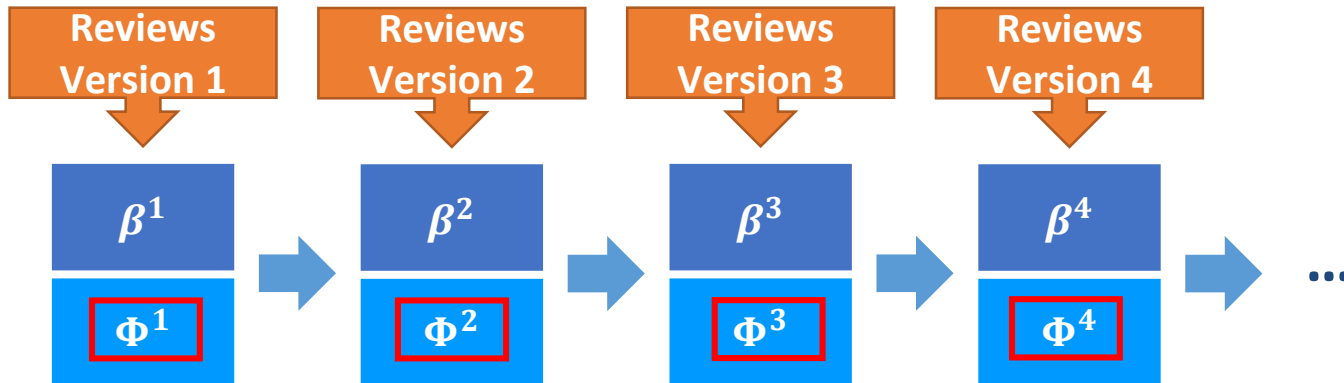 Reviews
Version 1
Reviews
Version 2
Reviews
Version 3
Reviews
Version 4
β¹
β²
β³
β⁴
...
Φ¹
Φ²
Φ³
Φ⁴